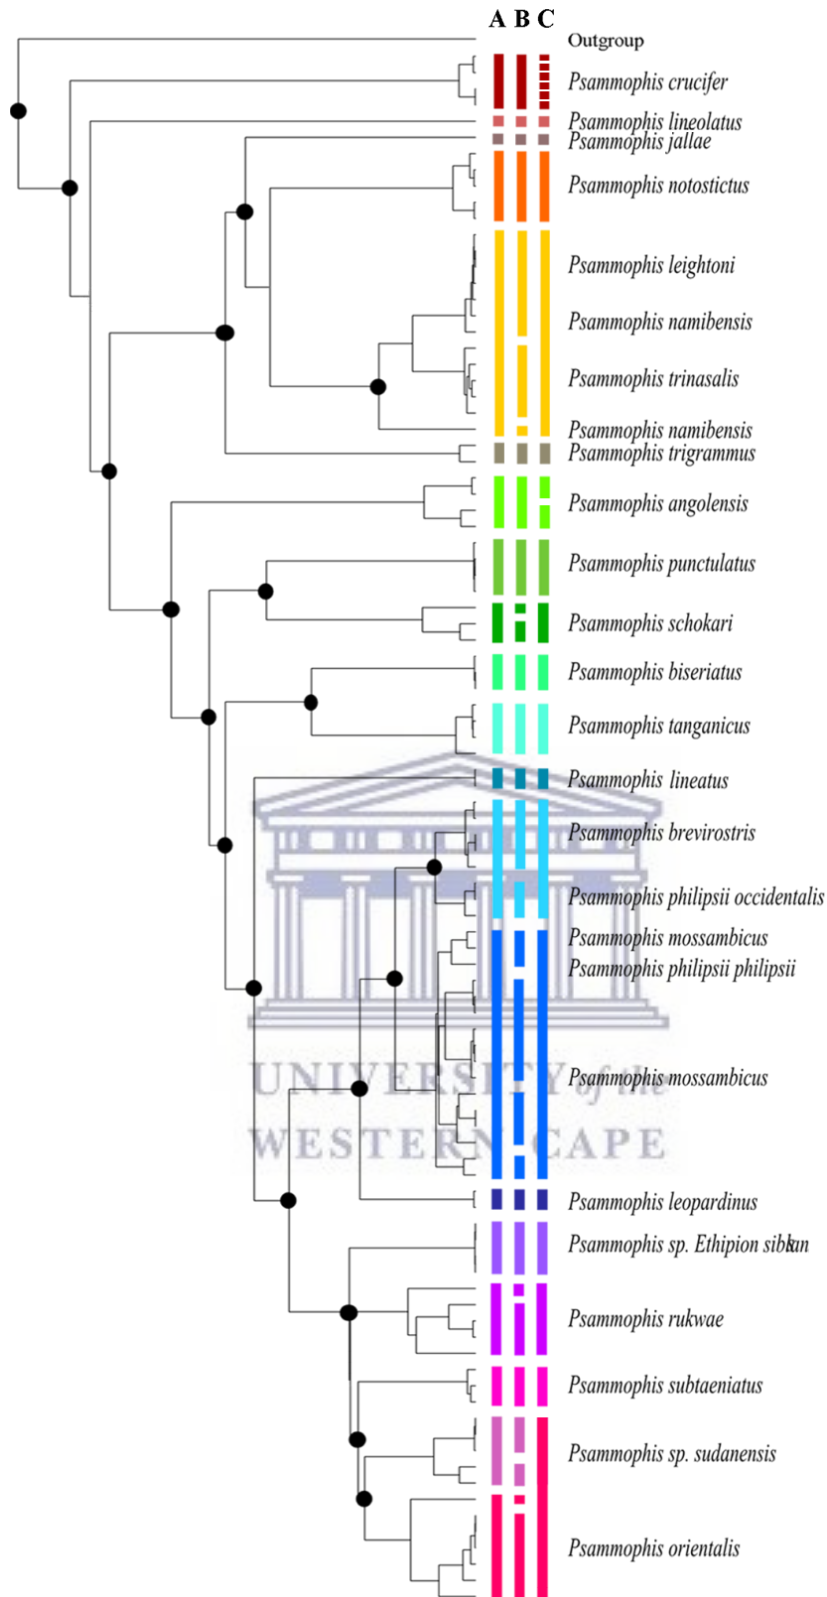 A B C
Outgroup
Psammophis crucifer
Psammophis lineolatus
Psammophis jallae
Psammophis notostictus
Psammophis leightoni
Psammophis namibensis
Psammophis trinasalis
Psammophis namibensis
Psammophis trigrammus
Psammophis angolensis
Psammophis punctulatus
Psammophis schokari
Psammophis biseriatus
Psammophis tanganicus
Psammophis lineatus
Psammophis brevirostris
Psammophis philipsii occidentalis
Psammophis mossambicus
Psammophis philipsii philipsii
Psammophis mossambicus
UNIVERSITY of the
WESTERN CAPE
Psammophis leopardinus
Psammophis sp. Ethipion
Psammophis rukwae
Psammophis subtaeniatus
Psammophis sp. sudanensis
Psammophis orientalis